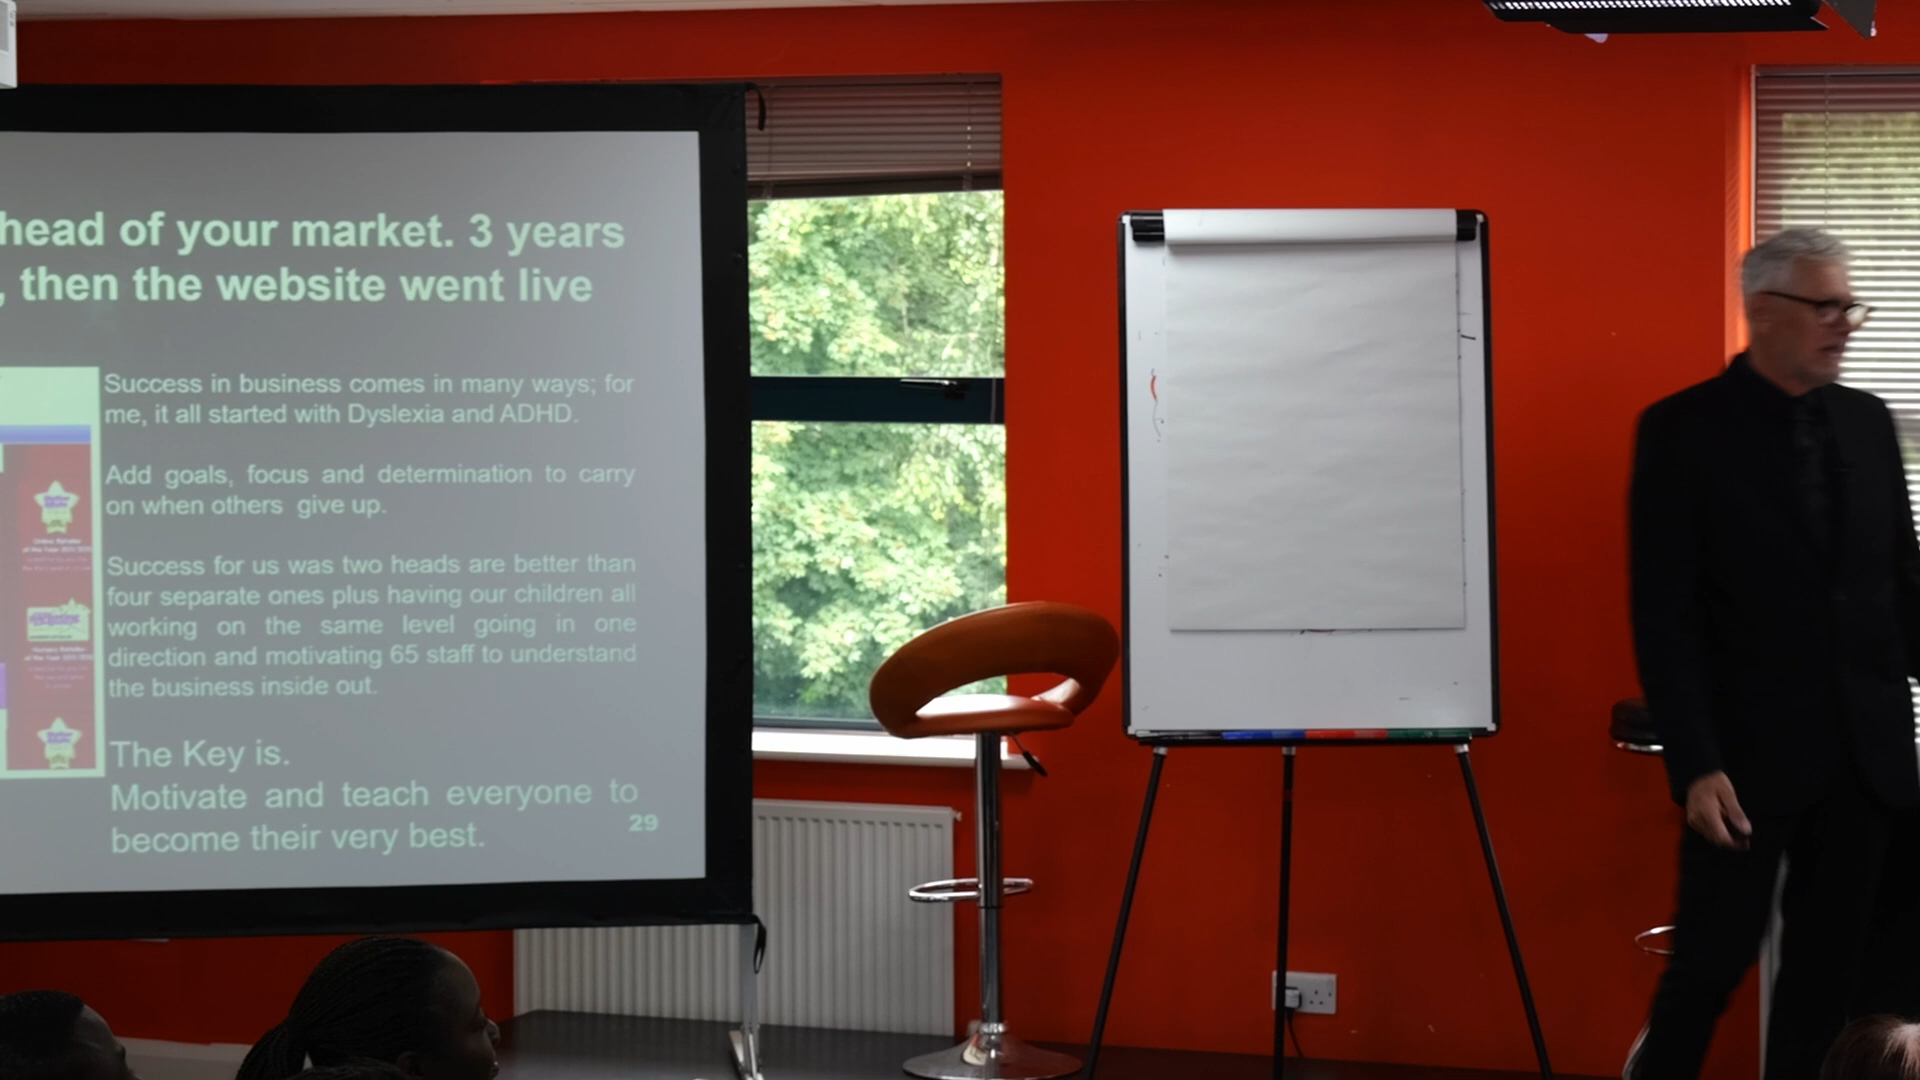 head of your market. 3 years
, then the website went live
Success in business comes in many ways; for
me, it all started with Dyslexia and ADHD.
Add goals, focus and determination to carry
on when others give up.
Success for us was two heads are better than
four separate ones plus having our children all
working on the same level going in one
direction and motivating 65 staff to understand
the business inside out.
The Key is.
Motivate and teach everyone to
become their very best.
29